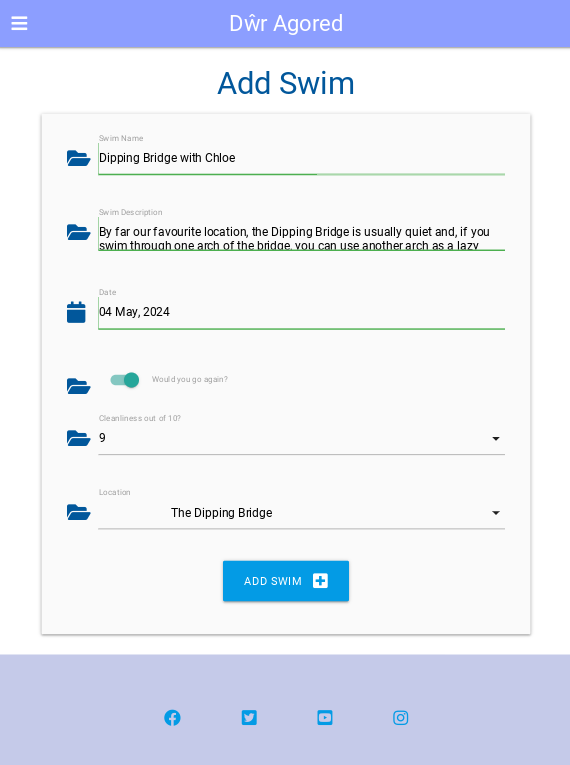 Dŵr Agored
Add Swim
Swim Name
Dipping Bridge with Chloe
Swim Description
By far our favourite location, the Dipping Bridge is usually quiet and, if you
swim through one arch of the bridge, you can use another arch as a lazy
Date
04 May, 2024
Would you go again?
Cleanliness out of 10?
9
Location
The Dipping Bridge
ADD SWIM